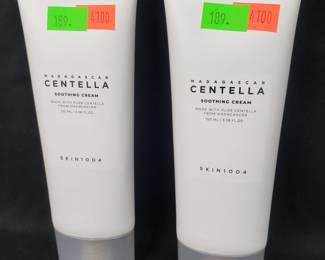 189. 4100
MADAGASCAR
CENTELLA
SOOTHING CREAM
MADE WITH PURE CENTELLA
FROM MADAGASCAR
SKIN1004
189. 4100
MADAGASCAR
CENTELLA
SOOTHING CREAM
MADE WITH PURE CENTELLA
FROM MADAGASCAR
SKIN1004